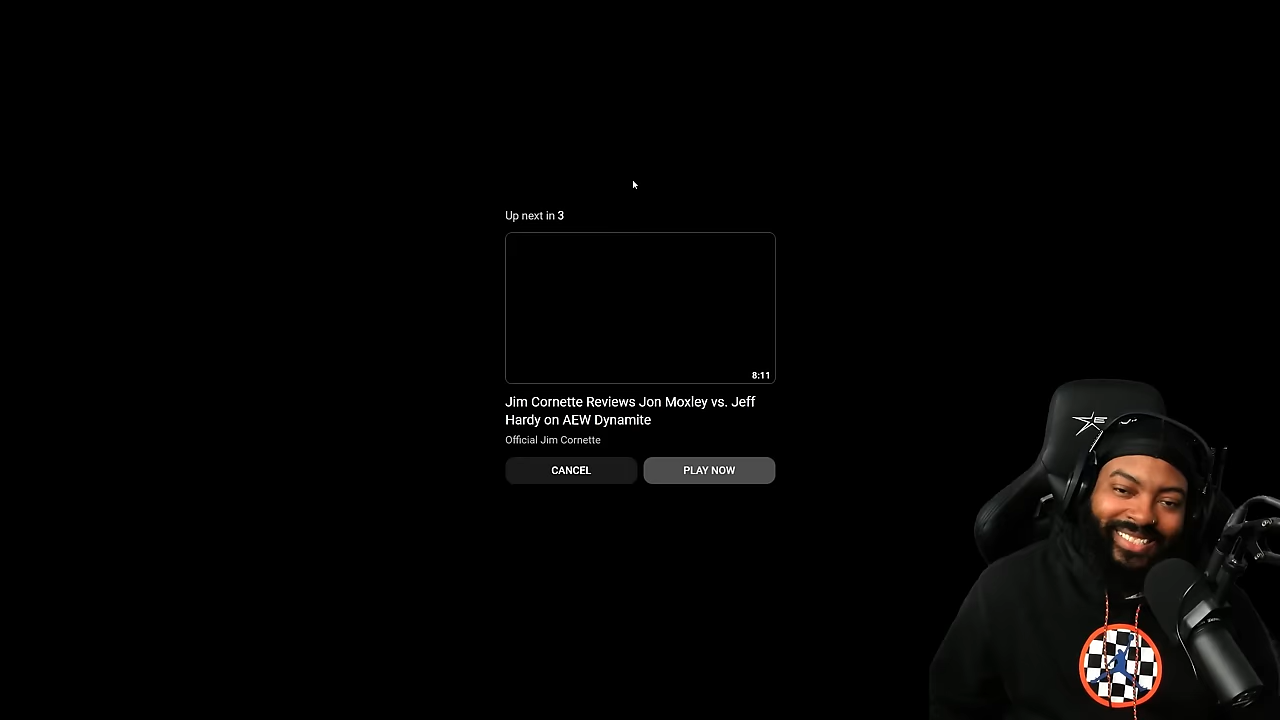 Up next in 3
8:11
Jim Cornette Reviews Jon Moxley vs. Jeff
Hardy on AEW Dynamite
Official Jim Cornette
CANCEL
PLAY NOW